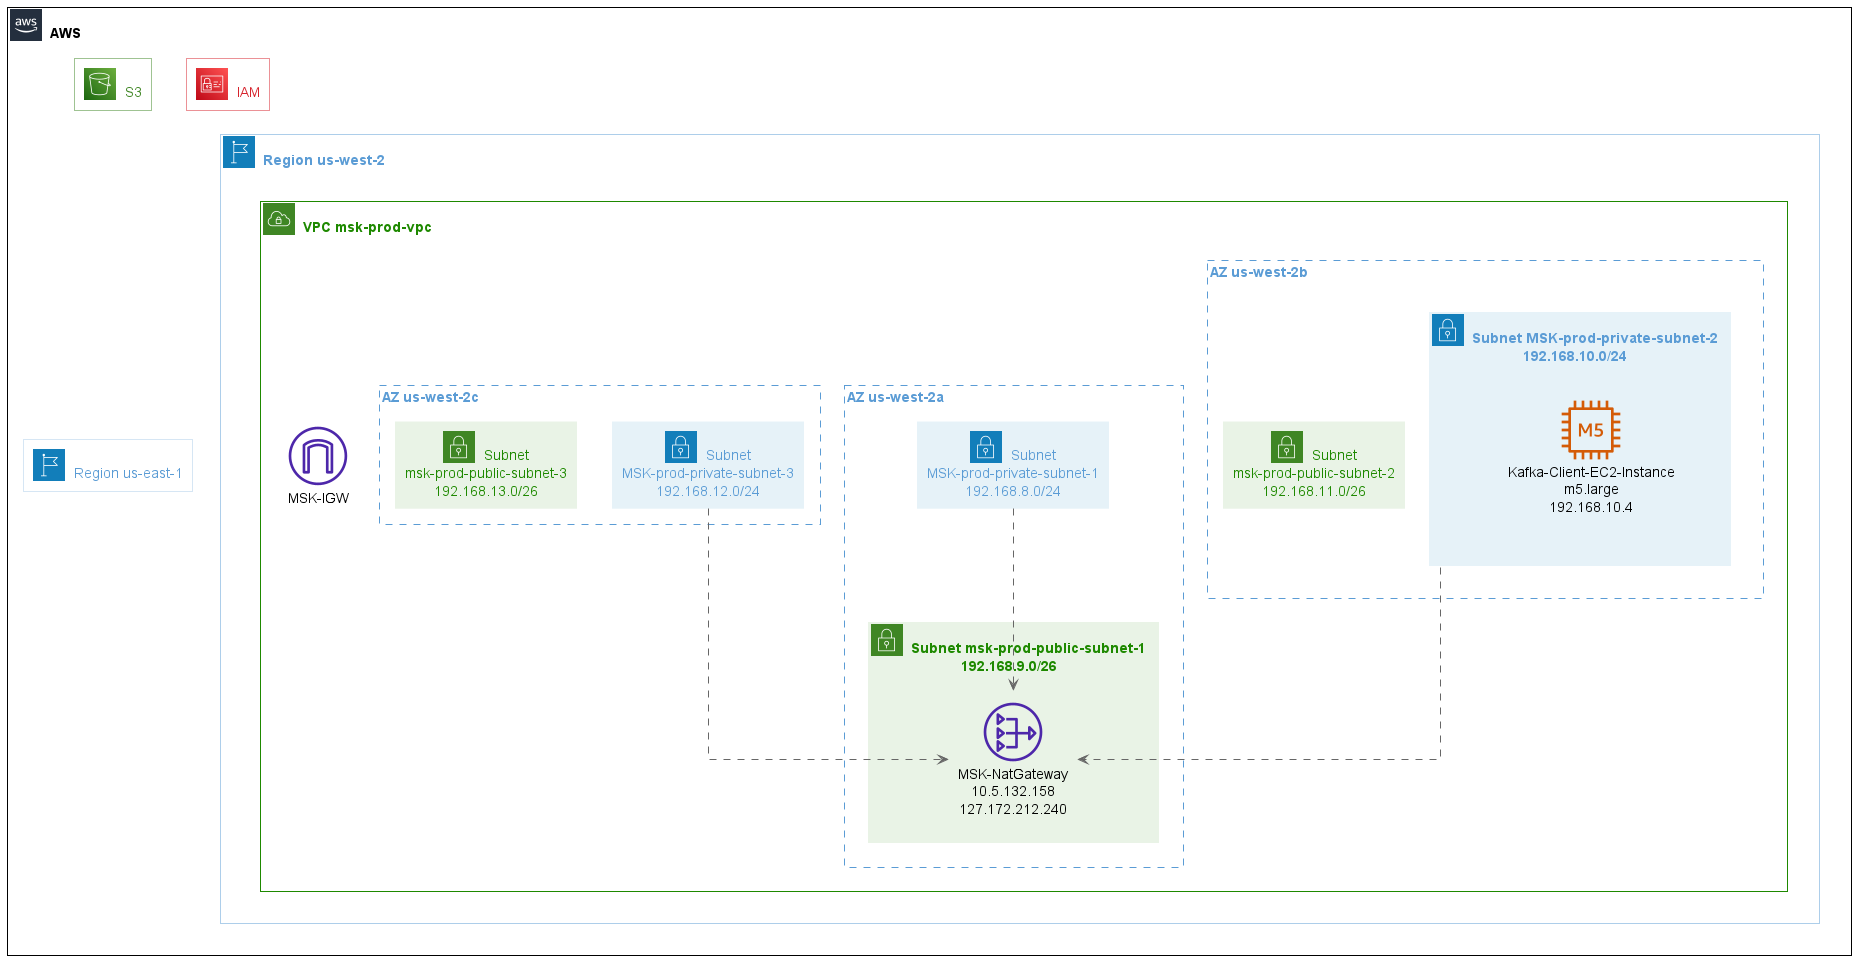 aws
AWS
S3
IAM
Region us-west-2
VPC msk-prod-vpc
AZ us-west-2b
Subnet MSK-prod-private-subnet-2
192.168.10.0/24
M5
Kafka-Client-EC2-Instance
m5.large
192.168.10.4
Subnet
msk-prod-public-subnet-2
192.168.11.0/26
AZ us-west-2c
Subnet
msk-prod-public-subnet-3
192.168.13.0/26
Subnet
MSK-prod-private-subnet-3
192.168.12.0/24
AZ us-west-2a
Subnet
MSK-prod-private-subnet-1
192.168.8.0/24
MSK-IGW
Region us-east-1
Subnet msk-prod-public-subnet-1
192.168.9.0/26
MSK-NatGateway
10.5.132.158
127.172.212.240